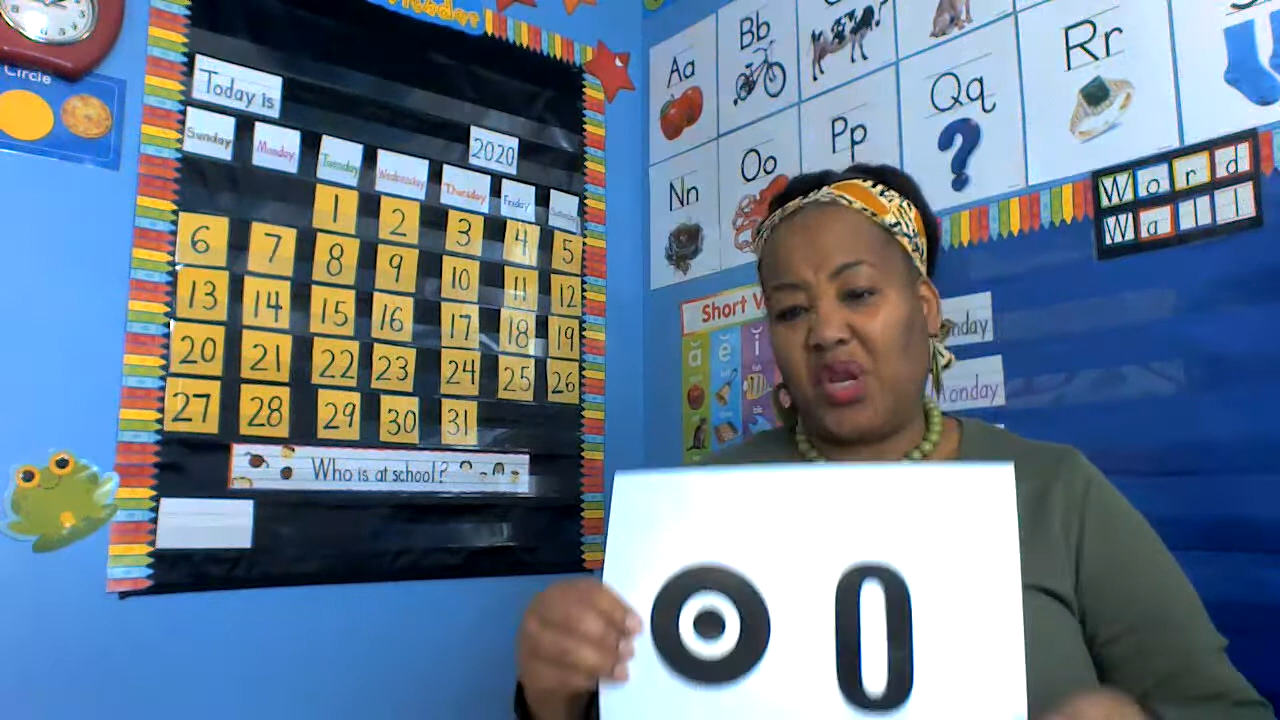 Circle
Today is
2020
Sunday Monday Tuesday Wednesday Thursday Friday
1 2 3 4 5
6 7 8 9 10 11 12
13 14 15 16 17 18 19
20 21 22 23 24 25 26
27 28 29 30 31
Who is at school?
Aa
Bb
Nn
Oo
Pp
Qq
Rr
Word
Wall
Short
ă ĕ ĭ
Monday
0